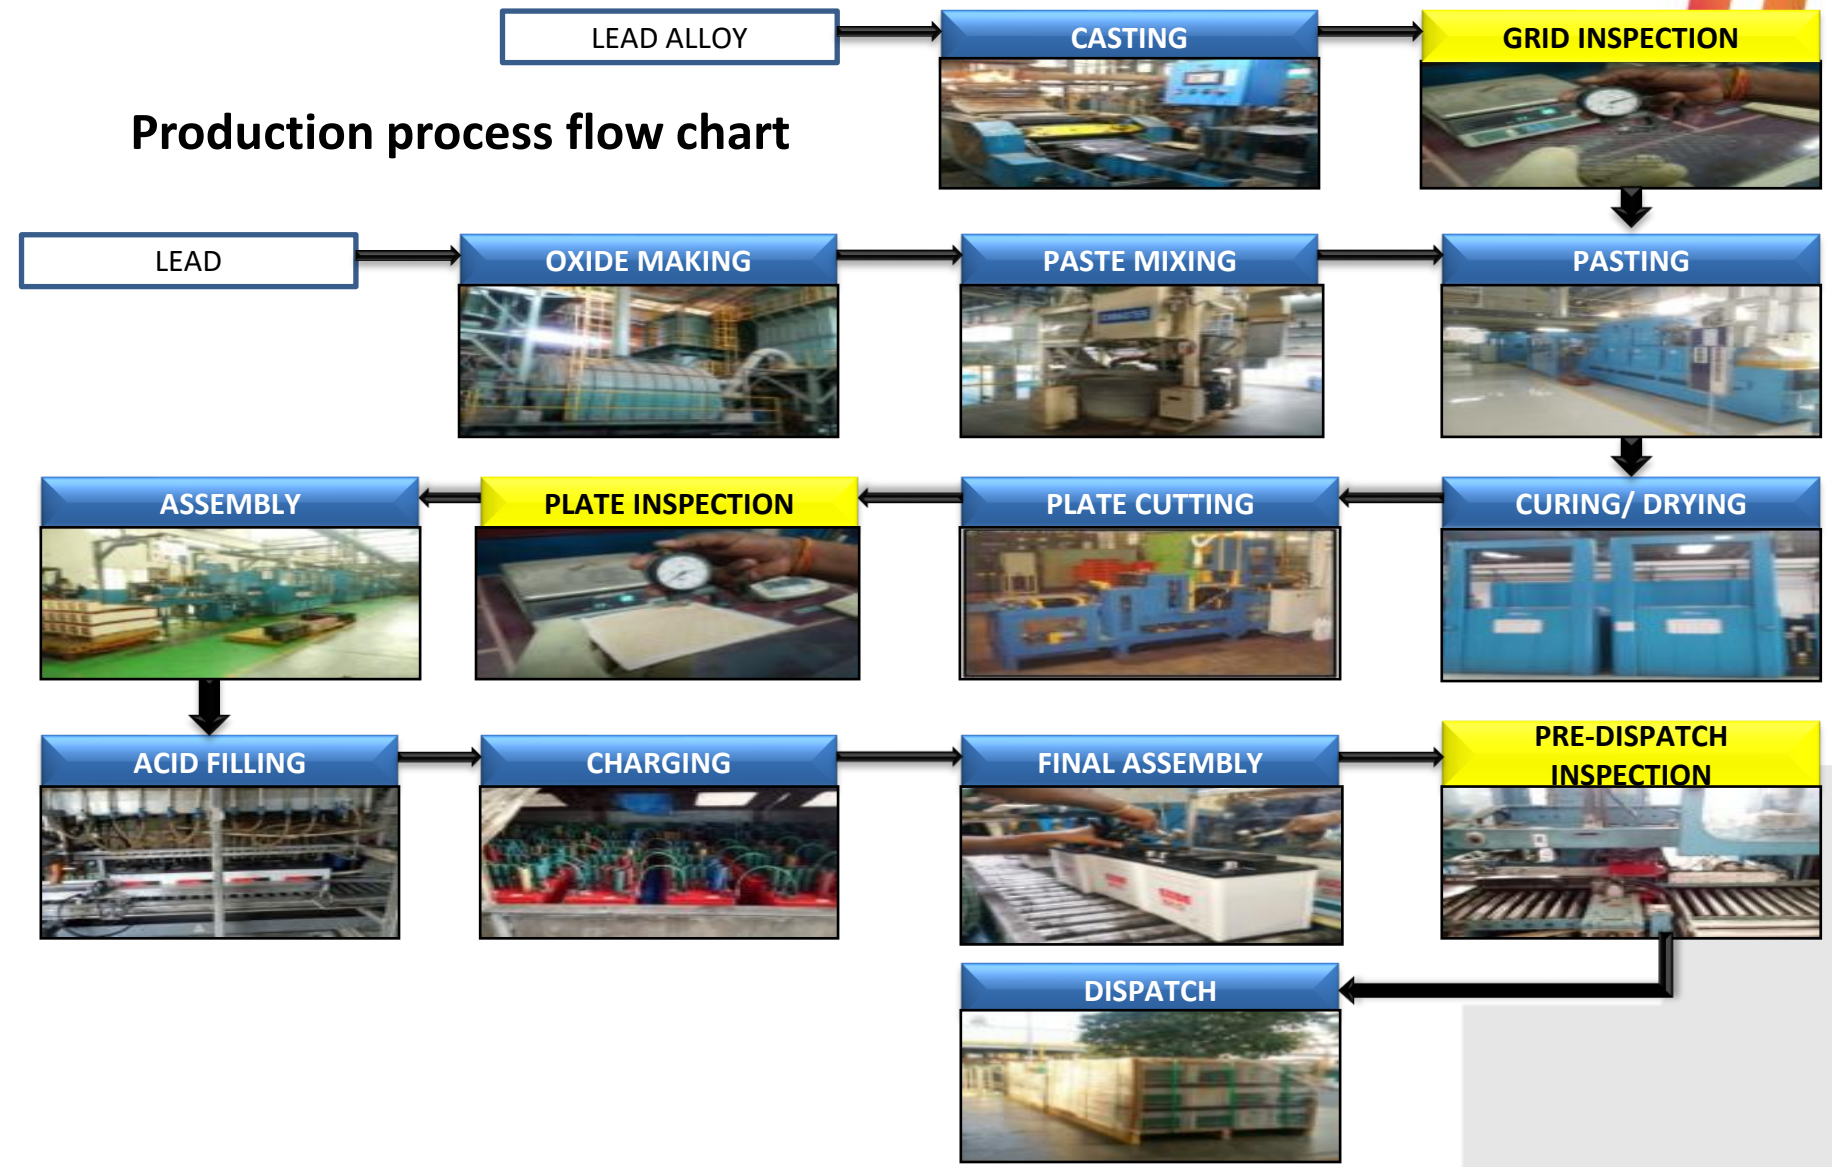 LEAD ALLOY
CASTING
GRID INSPECTION
Production process flow chart
LEAD
OXIDE MAKING
PASTE MIXING
PASTING
ASSEMBLY
PLATE INSPECTION
PLATE CUTTING
CURING/ DRYING
ACID FILLING
CHARGING
FINAL ASSEMBLY
PRE-DISPATCH
INSPECTION
DISPATCH